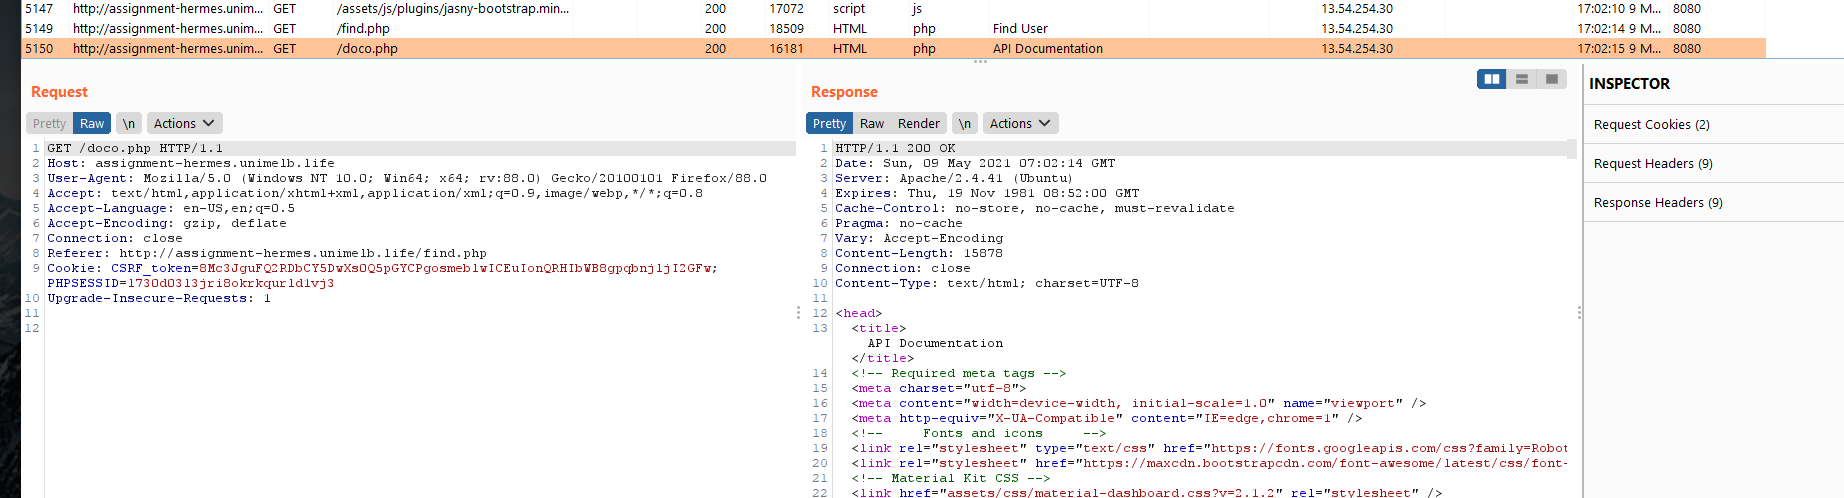 5147 http://assignment-hermes.unim... GET /assets/js/plugins/jasny-bootstrap.min... 200 17072 script js 13.54.254.30 17:02:10 9 M... 8080
5149 http://assignment-hermes.unim... GET /find.php 200 18509 HTML php Find User 13.54.254.30 17:02:14 9 M... 8080
5150 http://assignment-hermes.unim... GET /doco.php 200 16181 HTML php API Documentation 13.54.254.30 17:02:15 9 M... 8080
Request
Pretty Raw \n Actions
1 GET /doco.php HTTP/1.1
2 Host: assignment-hermes.unimelb.life
3 User-Agent: Mozilla/5.0 (Windows NT 10.0; Win64; x64; rv:88.0) Gecko/20100101 Firefox/88.0
4 Accept: text/html,application/xhtml+xml,application/xml;q=0.9,image/webp,*/*;q=0.8
5 Accept-Language: en-US,en;q=0.5
6 Accept-Encoding: gzip, deflate
7 Connection: close
8 Referer: http://assignment-hermes.unimelb.life/find.php
9 Cookie: 
10 Upgrade-Insecure-Requests: 1
11
12
Response
Pretty Raw Render \n Actions
1 HTTP/1.1 200 OK
2 Date: Sun, 09 May 2021 07:02:14 GMT
3 Server: Apache/2.4.41 (Ubuntu)
4 Expires: Thu, 19 Nov 1981 08:52:00 GMT
5 Cache-Control: no-store, no-cache, must-revalidate
6 Pragma: no-cache
7 Vary: Accept-Encoding
8 Content-Length: 15878
9 Connection: close
10 Content-Type: text/html; charset=UTF-8
11
12 <head>
13 <title>
API Documentation
</title>
14 <!-- Required meta tags -->
15 <meta charset="utf-8">
16 <meta content="width=device-width, initial-scale=1.0" name="viewport" />
17 <meta http-equiv="X-UA-Compatible" content="IE=edge,chrome=1" />
18 <!-- Fonts and icons -->
19 <link rel="stylesheet" type="text/css" href="https://fonts.googleapis.com/css?family=Robot
20 <link rel="stylesheet" href="https://maxcdn.bootstrapcdn.com/font-awesome/latest/css/font-
21 <!-- Material Kit CSS -->
22 <link href="assets/css/material-dashboard.css?v=2.1.2" rel="stylesheet" />
INSPECTOR
Request Cookies (2)
Request Headers (9)
Response Headers (9)